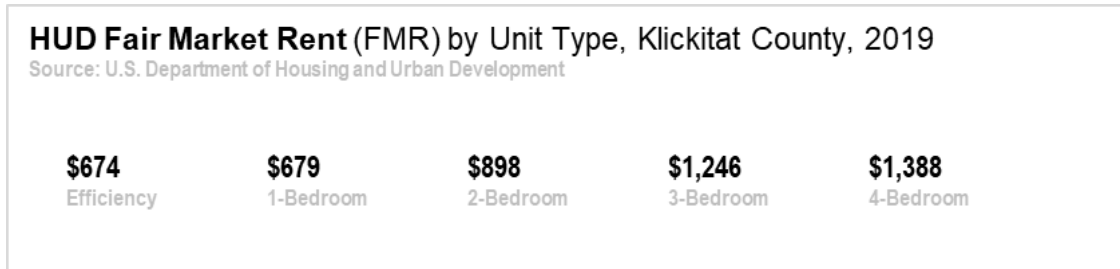 HUD Fair Market Rent (FMR) by Unit Type, Klickitat County, 2019
Source: U.S. Department of Housing and Urban Development
$674 $679 $898 $1,246 $1,388
Efficiency 1-Bedroom 2-Bedroom 3-Bedroom 4-Bedroom